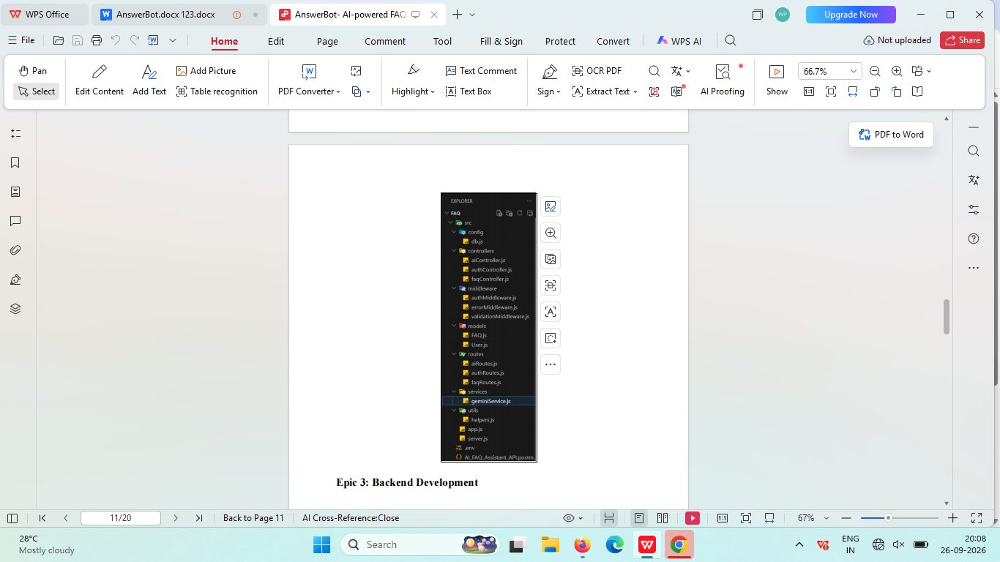 WPS Office
AnswerBot.docx 123.docx
AnswerBot- AI-powered FAQ
WP
Upgrade Now
File
Home
Edit
Page
Comment
Tool
Fill & Sign
Protect
Convert
WPS AI
Not uploaded
Share
Pan
Select
Edit Content
Add Text
Add Picture
Table recognition
PDF Converter
Highlight
Text Comment
Text Box
Sign
OCR PDF
Extract Text
AI Proofing
Show
66.7%
1:1
PDF to Word
EXPLORER
FAQ
src
config
db.js
controllers
aiController.js
authController.js
faqController.js
middleware
authMiddleware.js
errorMiddleware.js
validationMiddleware.js
models
FAQ.js
User.js
routes
aiRoutes.js
authRoutes.js
faqRoutes.js
services
geminiService.js
utils
helpers.js
app.js
server.js
.env
AI_FAQ_Assistant_API.postm...
Epic 3: Backend Development
11/20
Back to Page 11
AI Cross-Reference:Close
1:1
67%
28°C
Mostly cloudy
Search
ENG
IN
20:08
26-09-2026